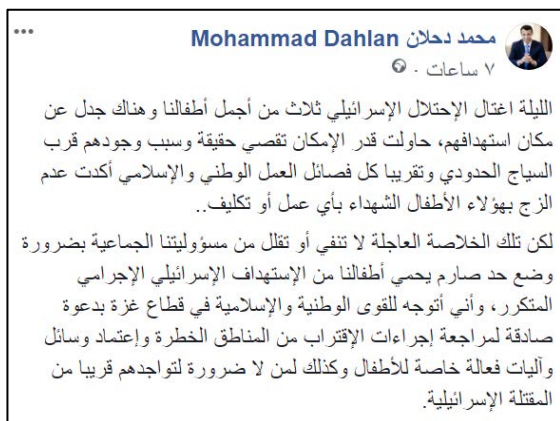 محمد دحلان Mohammad Dahlan
٧ ساعات ·
الليلة اغتال الإحتلال الإسرائيلي ثلاث من أجمل أطفالنا وهناك جدل عن
مكان استهدافهم، حاولت قدر الإمكان تقصي حقيقة وسبب وجودهم قرب
السياج الحدودي وتقريبا كل فصائل العمل الوطني والإسلامي أكدت عدم
الزج بهؤلاء الأطفال الشهداء بأي عمل أو تكليف..
لكن تلك الخلاصة العاجلة لا تنفي أو تقلل من مسؤوليتنا الجماعية بضرورة
وضع حد صارم يحمي أطفالنا من الإستهداف الإسرائيلي الإجرامي
المتكرر، وأني أتوجه للقوى الوطنية والإسلامية في قطاع غزة بدعوة
صادقة لمراجعة إجراءات الإقتراب من المناطق الخطرة وإعتماد وسائل
وآليات فعالة خاصة للأطفال وكذلك لمن لا ضرورة لتواجدهم قريبا من
المقتلة الإسرائيلية.